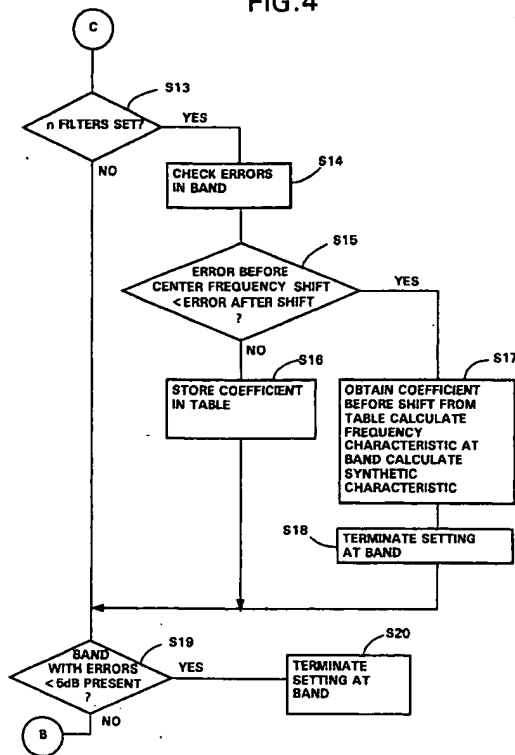 FIG.4
C
S13
n FILTERS SET?
YES
NO
S14
CHECK ERRORS
IN BAND
S15
ERROR BEFORE
CENTER FREQUENCY SHIFT
<ERROR AFTER SHIFT
?
YES
NO
S16
STORE COEFFICIENT
IN TABLE
S17
OBTAIN COEFFICIENT
BEFORE SHIFT FROM
TABLE CALCULATE
FREQUENCY
CHARACTERISTIC AT
BAND CALCULATE
SYNTHETIC
CHARACTERISTIC
S18
TERMINATE SETTING
AT BAND
S19
BAND
WITH ERRORS
<6dB PRESENT
?
YES
NO
S20
TERMINATE
SETTING AT
BAND
B